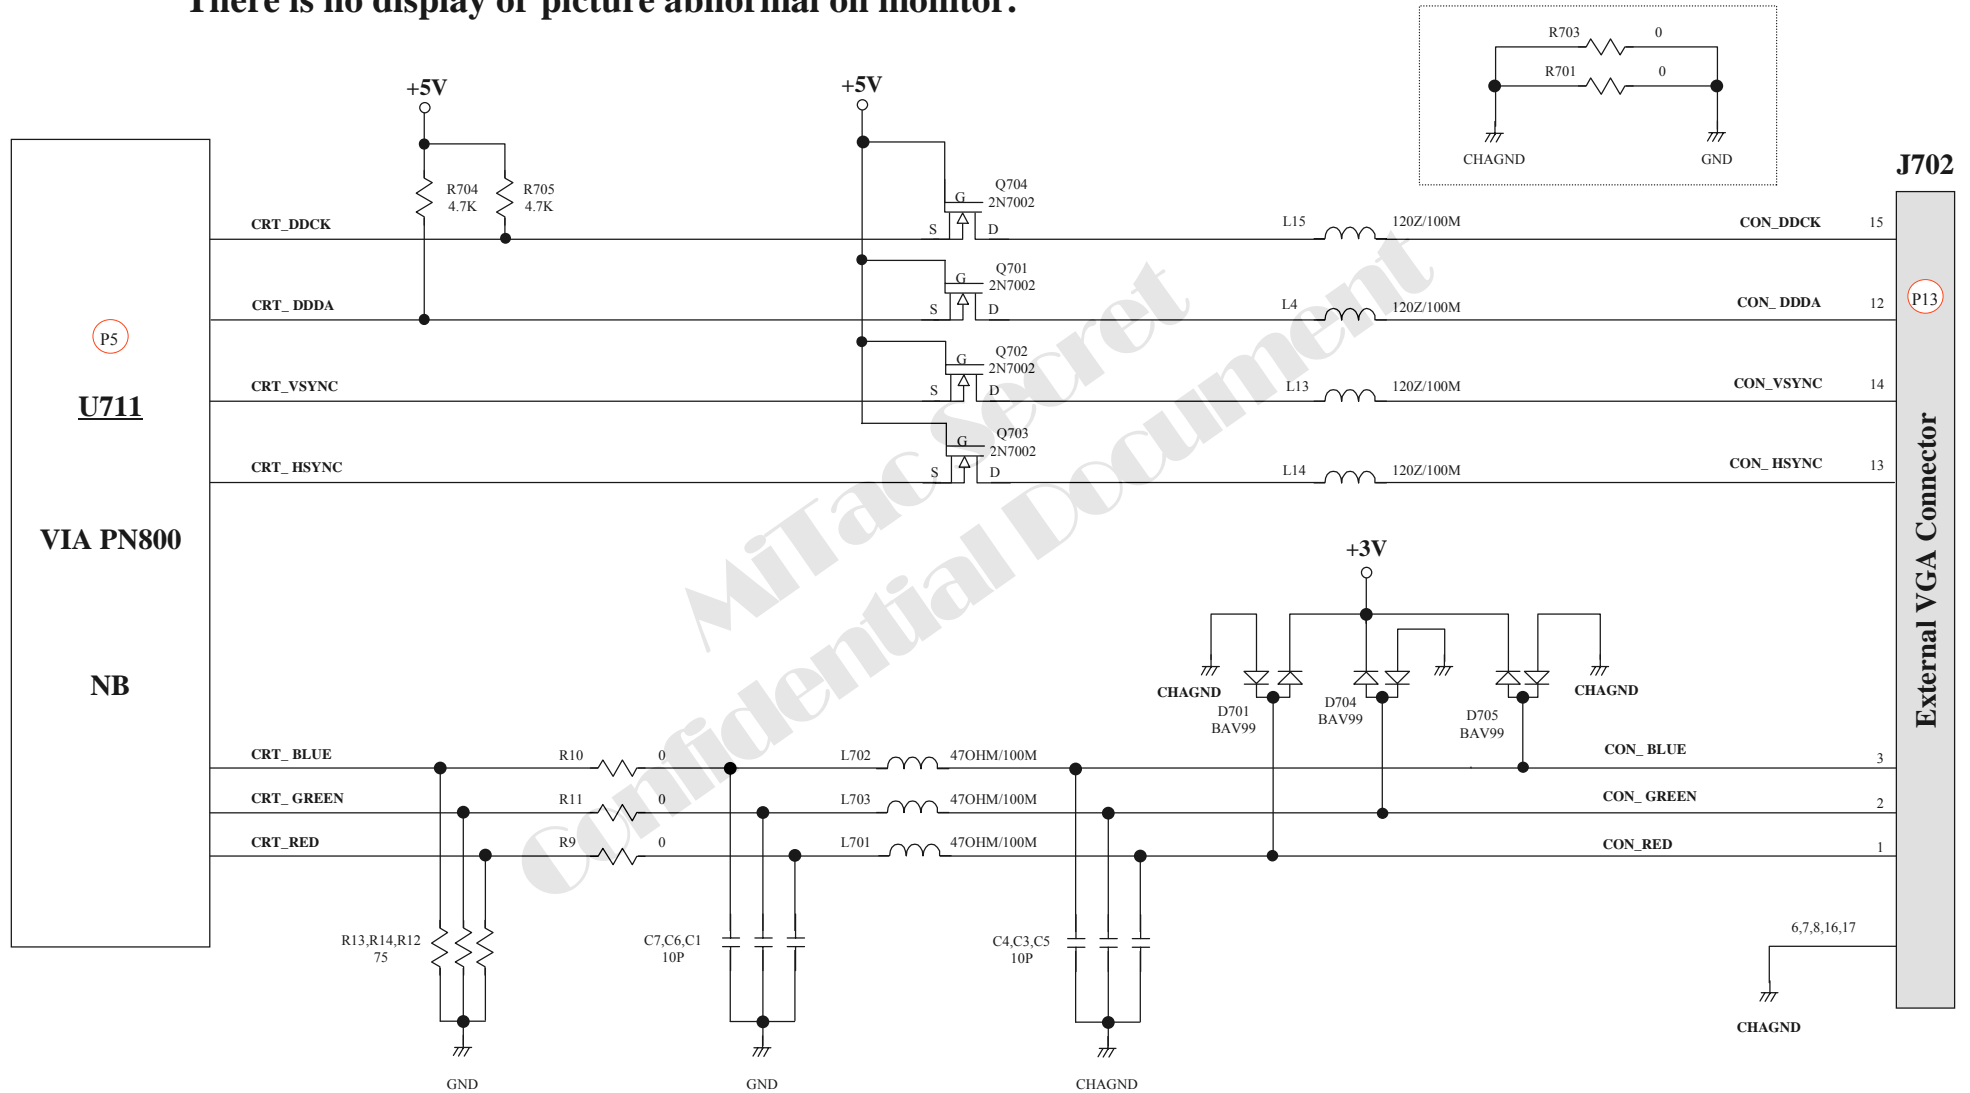 There is no display or picture abnormal on monitor.
R703 0
R701 0
CHAGND GND
+5V
+5V
J702
R704
4.7K
R705
4.7K
Q704
2N7002
G
S D
CRT_DDCK
L15 120Z/100M
CON_DDCK 15
Q701
2N7002
G
S D
CRT_ DDDA
L4 120Z/100M
CON_ DDDA 12
P5
P13
Q702
2N7002
G
S D
CRT_VSYNC
L13 120Z/100M
CON_VSYNC 14
U711
Q703
2N7002
G
S D
CRT_ HSYNC
L14 120Z/100M
CON_ HSYNC 13
External VGA Connector
VIA PN800
NB
MiTac Secret
Confidential Document
+3V
CHAGND
D701
BAV99
D704
BAV99
D705
BAV99
CHAGND
CRT_ BLUE R10 0 L702 47OHM/100M CON_ BLUE 3
CRT_ GREEN R11 0 L703 47OHM/100M CON_ GREEN 2
CRT_RED R9 0 L701 47OHM/100M CON_RED 1
R13,R14,R12
75
C7,C6,C1
10P
C4,C3,C5
10P
6,7,8,16,17
CHAGND
GND GND CHAGND